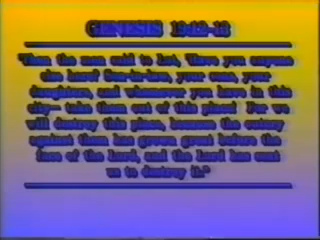 GENESIS 19:12-13
"Then the men said to Lot, "Have you anyone
else here? Son-in-law, your sons, your
daughters, and whomever you have in this
city-- take them out of this place! For we
will destroy this place, because the outcry
against them has grown great before the
face of the Lord, and the Lord has sent
us to destroy it."